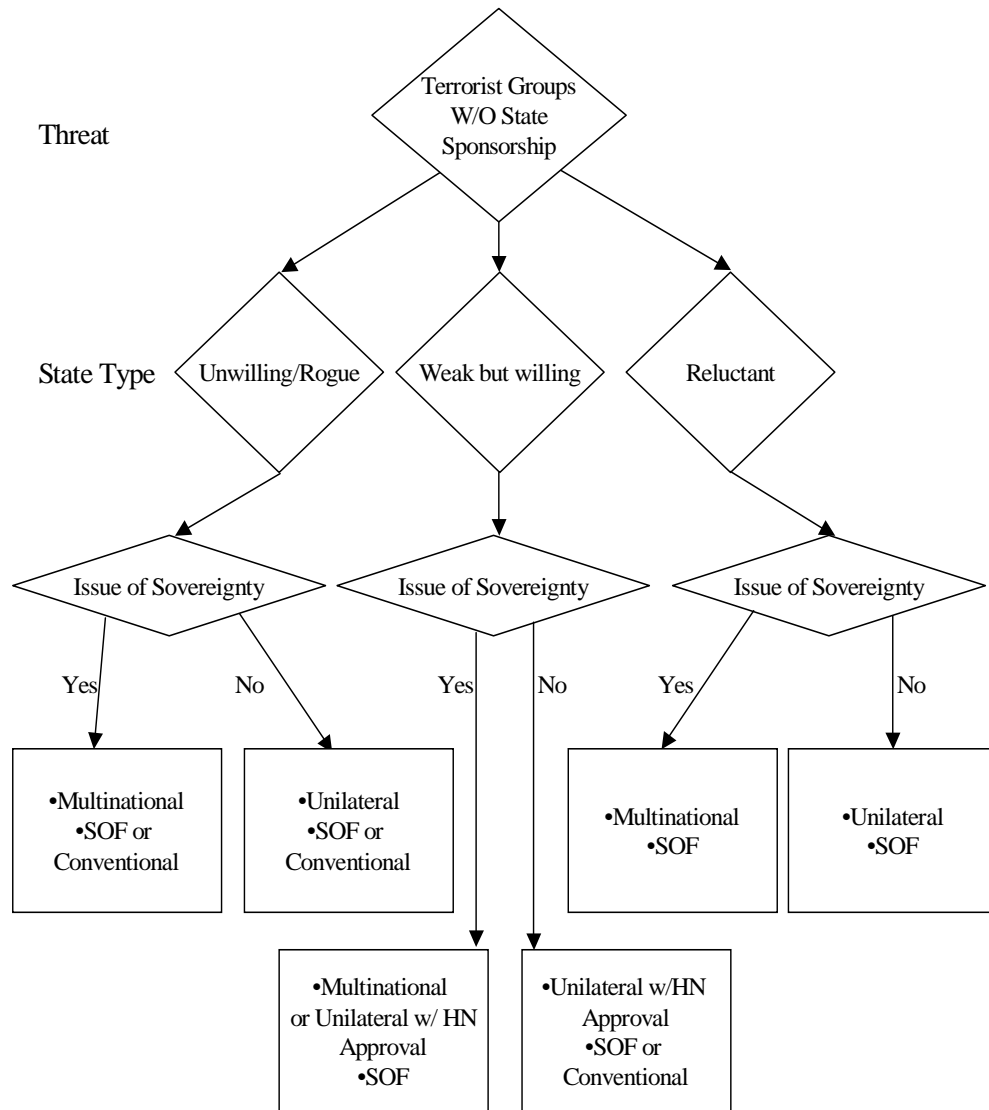 Terrorist Groups
W/O State
Sponsorship
Threat
State Type
Unwilling/Rogue
Weak but willing
Reluctant
Issue of Sovereignty
Issue of Sovereignty
Issue of Sovereignty
Yes
No
Yes
No
Yes
No
•Multinational
•SOF or
Conventional
•Unilateral
•SOF or
Conventional
•Multinational
•SOF
•Unilateral
•SOF
•Multinational
or Unilateral w/ HN
Approval
•SOF
•Unilateral w/HN
Approval
•SOF or
Conventional